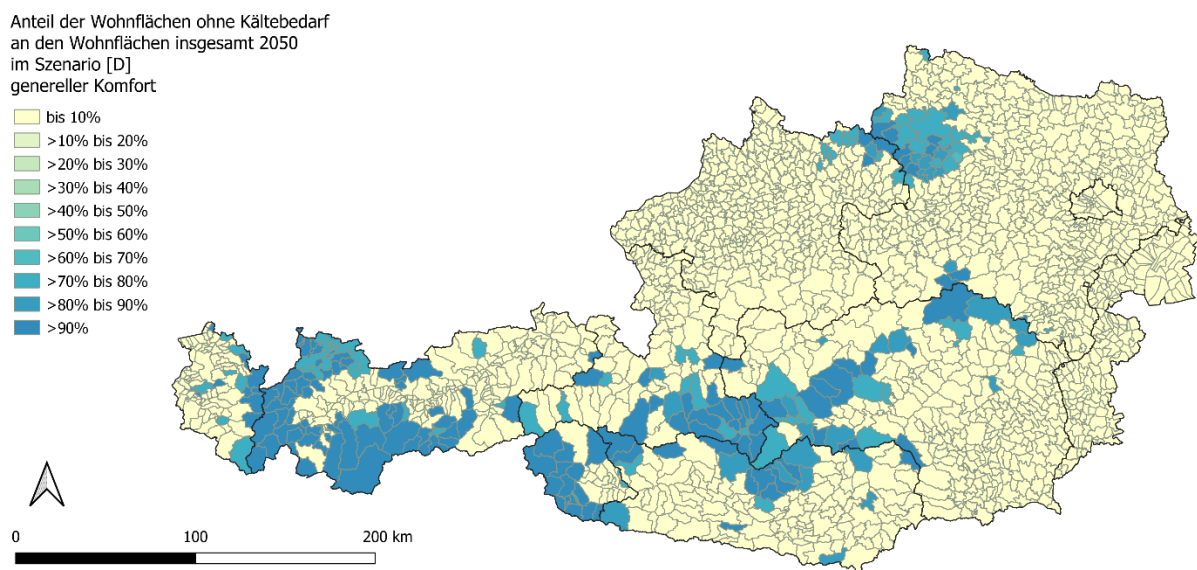 Anteil der Wohnflächen ohne Kältebedarf
an den Wohnflächen insgesamt 2050
im Szenario [D]
genereller Komfort
bis 10%
>10% bis 20%
>20% bis 30%
>30% bis 40%
>40% bis 50%
>50% bis 60%
>60% bis 70%
>70% bis 80%
>80% bis 90%
>90%
0 100 200 km